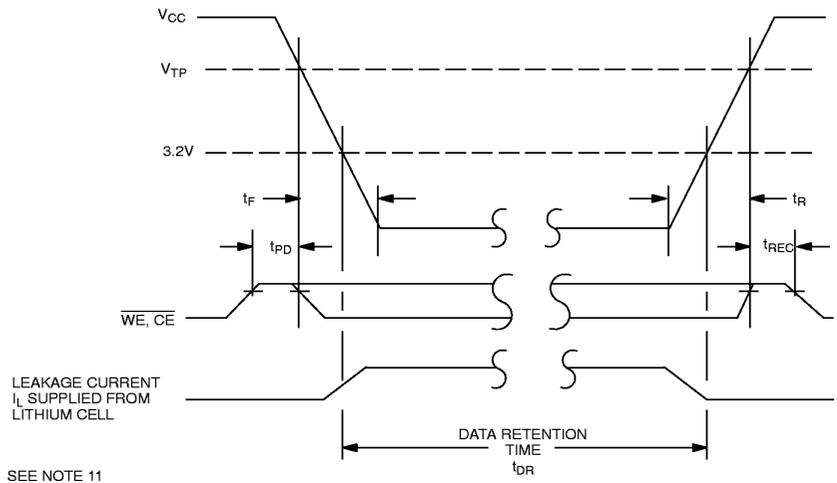 VCC
VTP
3.2V
tF
tR
tPD
tREC
WE, CE
LEAKAGE CURRENT
IL SUPPLIED FROM
LITHIUM CELL
DATA RETENTION
TIME
tDR
SEE NOTE 11